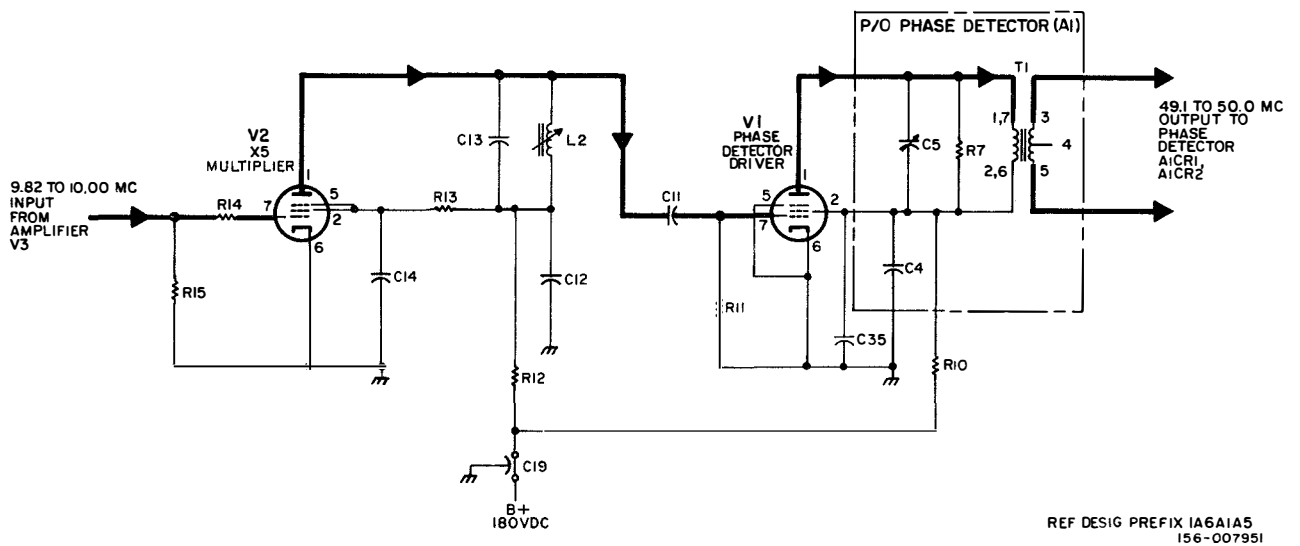 P/O PHASE DETECTOR (A1)
T1
1
V2
X5
MULTIPLIER
C13
L2
V1
PHASE
DETECTOR
DRIVER
1
C5
R7
1,7
3
4
2,6
5
49.1 TO 50.0 MC
OUTPUT TO
PHASE
DETECTOR
A1CR1,
A1CR2
9.82 TO 10.00 MC
INPUT
FROM
AMPLIFIER
V3
R14
7
5
2
6
R13
C11
5
7
2
6
R15
C14
C12
R11
C4
C35
R12
R10
C19
B+
180VDC
REF DESIG PREFIX 1A6A1A5
156-007951